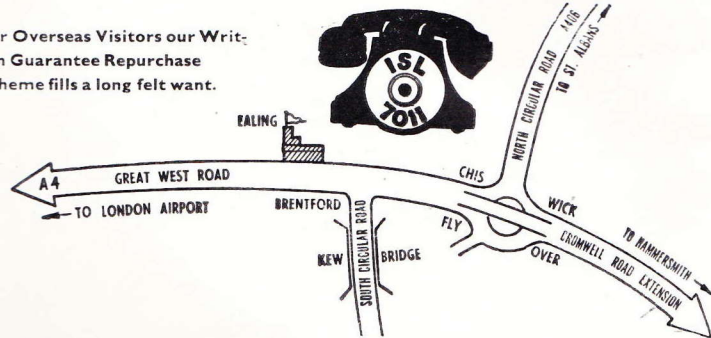 r Overseas Visitors our Writ-
n Guarantee Repurchase
heme fills a long felt want.
ISL
7011
NORTH CIRCULAR ROAD A406
TO ST. ALBANS
EALING
A4 GREAT WEST ROAD
CHIS
WICK
TO LONDON AIRPORT
BRENTFORD
FLY
OVER
TO HAMMERSMITH
CROMWELL ROAD EXTENSION
KEW
BRIDGE
SOUTH CIRCULAR ROAD